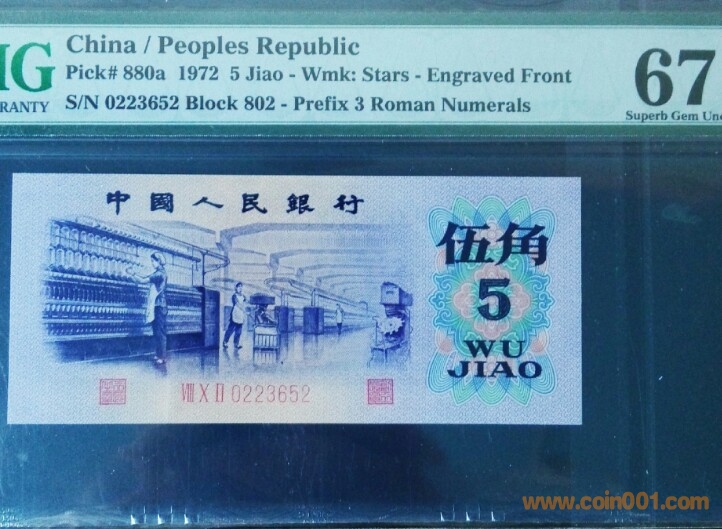 MG
RANTY
China / Peoples Republic
Pick# 880a 1972 5 Jiao - Wmk: Stars - Engraved Front
S/N 0223652 Block 802 - Prefix 3 Roman Numerals
67
Superb Gem Unc
中國人民銀行
伍角
5
WU
JIAO
VIII X II 0223652
www.coin001.com